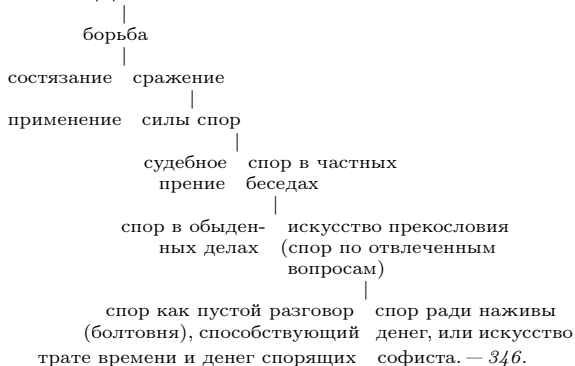 борьба
состязание сражение
применение силы спор
судебное спор в частных
прение беседах
спор в обыден- искусство прекословия
ных делах (спор по отвлеченным
вопросам)
спор как пустой разговор спор ради наживы
(болтовня), способствующий денег, или искусство
трате времени и денег спорящих софиста. — 346.